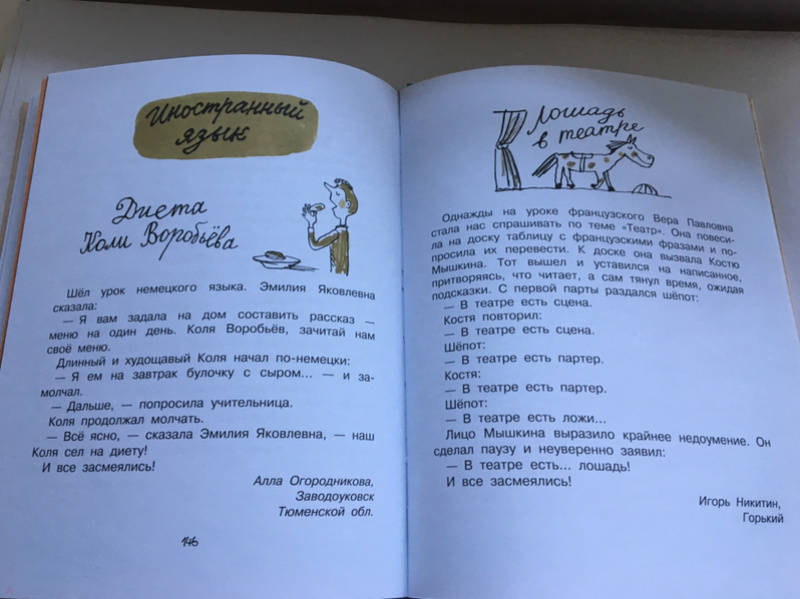 Иностранный
язык
Диета
Коли Воробьёва
Шёл урок немецкого языка. Эмилия Яковлевна
сказала:
— Я вам задала на дом составить рассказ —
меню на один день. Коля Воробьёв, зачитай нам
своё меню.
Длинный и худощавый Коля начал по-немецки:
— Я ем на завтрак булочку с сыром... — и за-
молчал.
— Дальше, — попросила учительница.
Коля продолжал молчать.
— Всё ясно, — сказала Эмилия Яковлевна, — наш
Коля сел на диету!
И все засмеялись!
Алла Огородникова,
Заводоуковск
Тюменской обл.
146
Лошадь
в театре
Однажды на уроке французского Вера Павловна
стала нас спрашивать по теме «Театр». Она повеси-
ла на доску таблицу с французскими фразами и по-
просила их перевести. К доске она вызвала Костю
Мышкина. Тот вышел и уставился на написанное,
притворяясь, что читает, а сам тянул время, ожидая
подсказки. С первой парты раздался шёпот:
— В театре есть сцена.
Костя повторил:
— В театре есть сцена.
Шёпот:
— В театре есть партер.
Костя:
— В театре есть партер.
Шёпот:
— В театре есть ложи...
Лицо Мышкина выразило крайнее недоумение. Он
сделал паузу и неуверенно заявил:
— В театре есть... лошадь!
И все засмеялись!
Игорь Никитин,
Горький